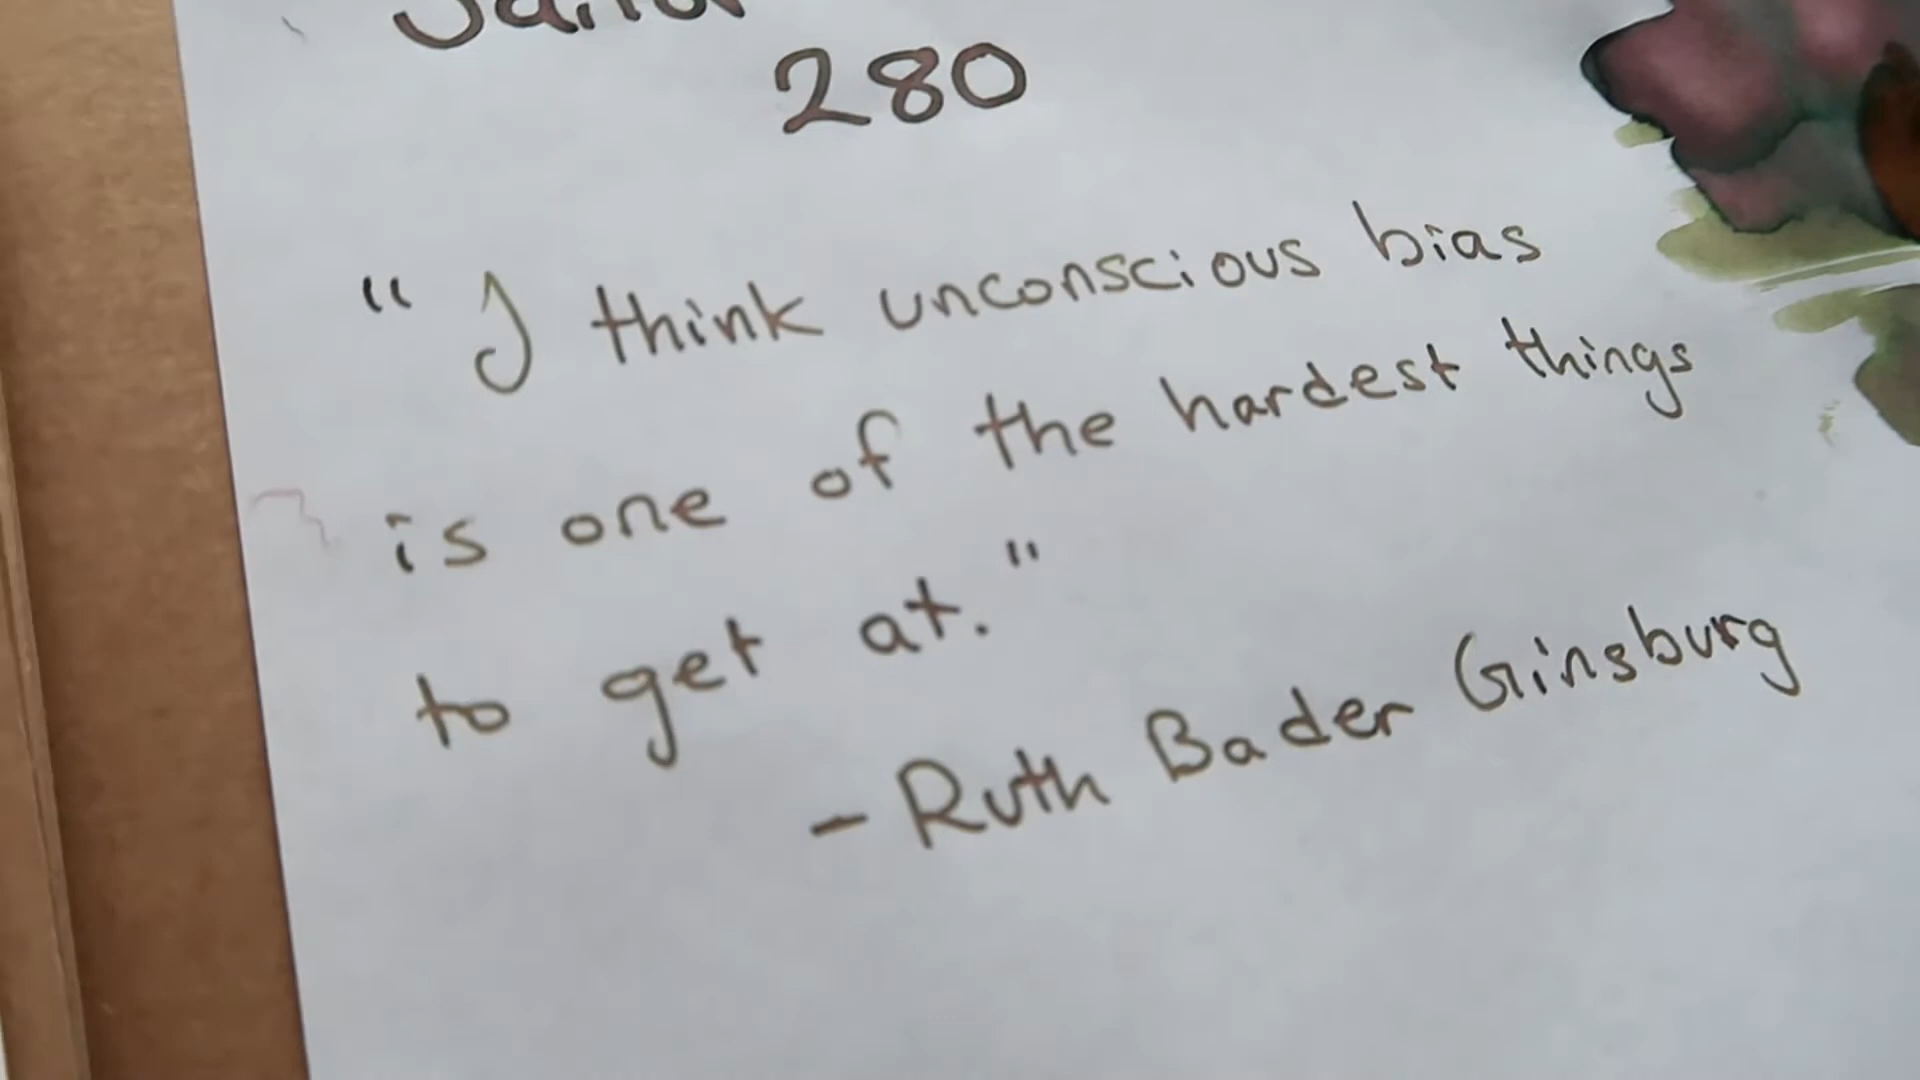 280
" I think unconscious bias
is one of the hardest things
to get at."
- Ruth Bader Ginsburg